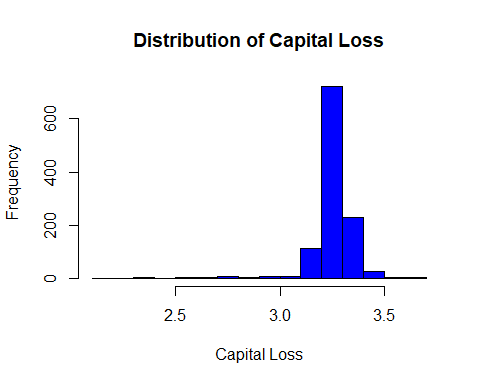 Distribution of Capital Loss
Frequency
600
400
200
0
2.5 3.0 3.5
Capital Loss